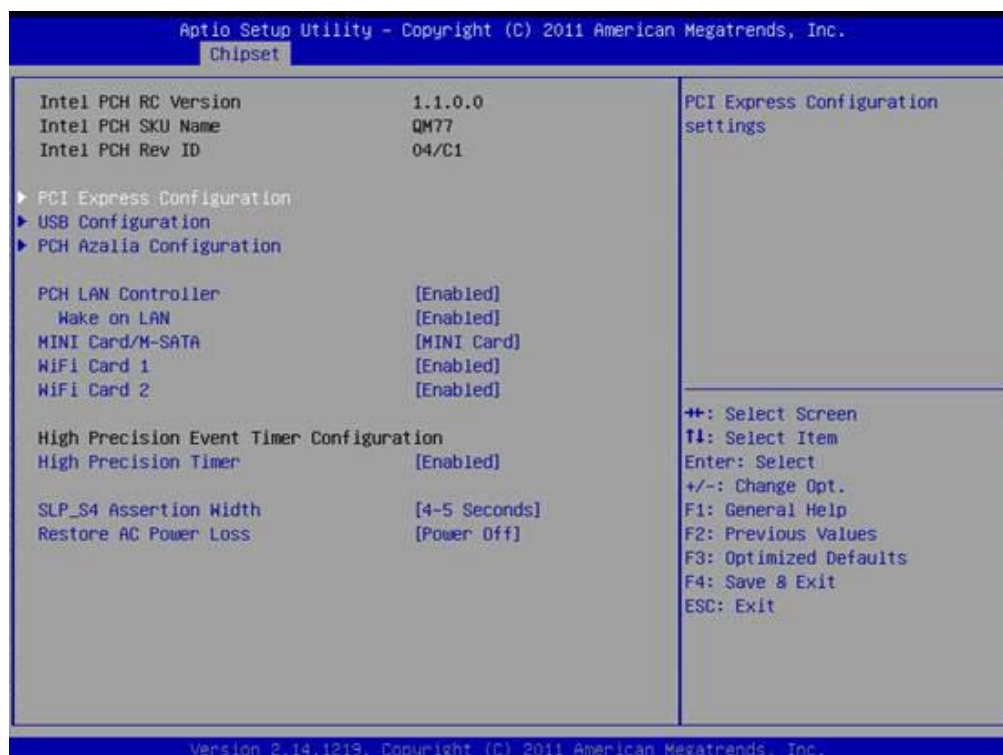 Aptio Setup Utility - Copyright (C) 2011 American Megatrends, Inc.
Chipset
Intel PCH RC Version 1.1.0.0
Intel PCH SKU Name QM77
Intel PCH Rev ID 04/C1
PCI Express Configuration
USB Configuration
PCH Azalia Configuration
PCH LAN Controller [Enabled]
Wake on LAN [Enabled]
MINI Card/M-SATA [MINI Card]
WiFi Card 1 [Enabled]
WiFi Card 2 [Enabled]
High Precision Event Timer Configuration
High Precision Timer [Enabled]
SLP_S4 Assertion Width [4-5 Seconds]
Restore AC Power Loss [Power Off]
PCI Express Configuration
settings
→←: Select Screen
↑↓: Select Item
Enter: Select
+/-: Change Opt.
F1: General Help
F2: Previous Values
F3: Optimized Defaults
F4: Save & Exit
ESC: Exit
Version 2.14.1219. Copyright (C) 2011 American Megatrends, Inc.